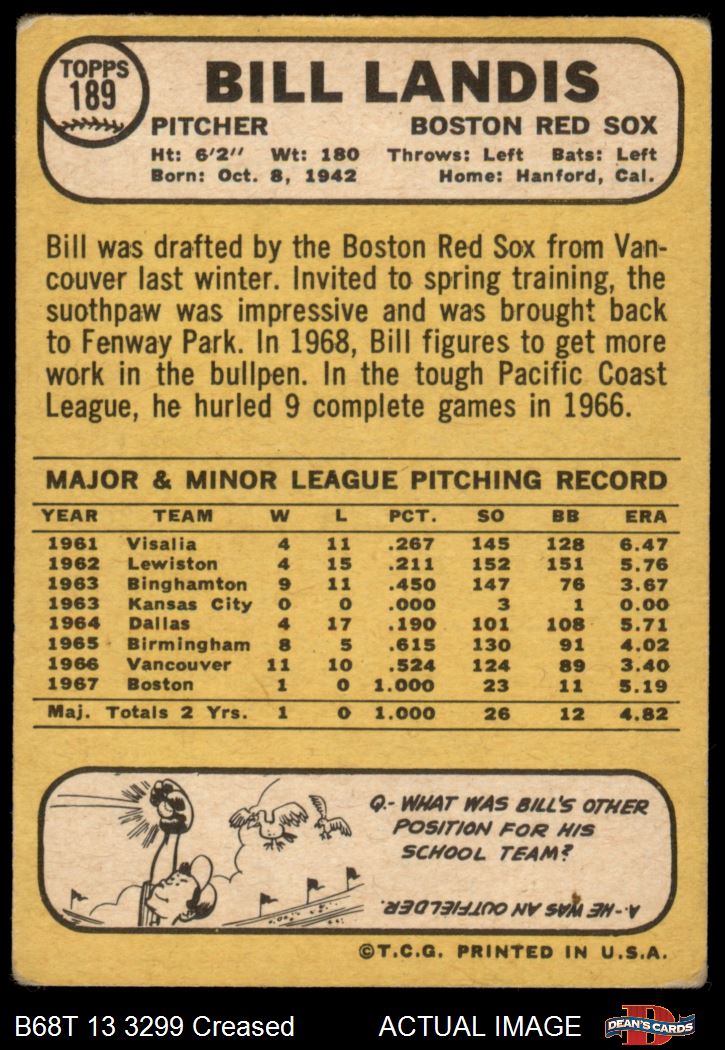 TOPPS
189
BILL LANDIS
PITCHER BOSTON RED SOX
Ht: 6'2" Wt: 180 Throws: Left Bats: Left
Born: Oct. 8, 1942 Home: Hanford, Cal.
Bill was drafted by the Boston Red Sox from Van-
couver last winter. Invited to spring training, the
suothpaw was impressive and was brought back
to Fenway Park. In 1968, Bill figures to get more
work in the bullpen. In the tough Pacific Coast
League, he hurled 9 complete games in 1966.
MAJOR & MINOR LEAGUE PITCHING RECORD
YEAR TEAM W L PCT. SO BB ERA
1961 Visalia 4 11 .267 145 128 6.47
1962 Lewiston 4 15 .211 152 151 5.76
1963 Binghamton 9 11 .450 147 76 3.67
1963 Kansas City 0 0 .000 3 1 0.00
1964 Dallas 4 17 .190 101 108 5.71
1965 Birmingham 8 5 .615 130 91 4.02
1966 Vancouver 11 10 .524 124 89 3.40
1967 Boston 1 0 1.000 23 11 5.19
Maj. Totals 2 Yrs. 1 0 1.000 26 12 4.82
Q.- WHAT WAS BILL'S OTHER
POSITION FOR HIS
SCHOOL TEAM?
A.- HE WAS AN OUTFIELDER.
©T.C.G. PRINTED IN U.S.A.
B68T 13 3299 Creased ACTUAL IMAGE
D
DEAN'S CARDS